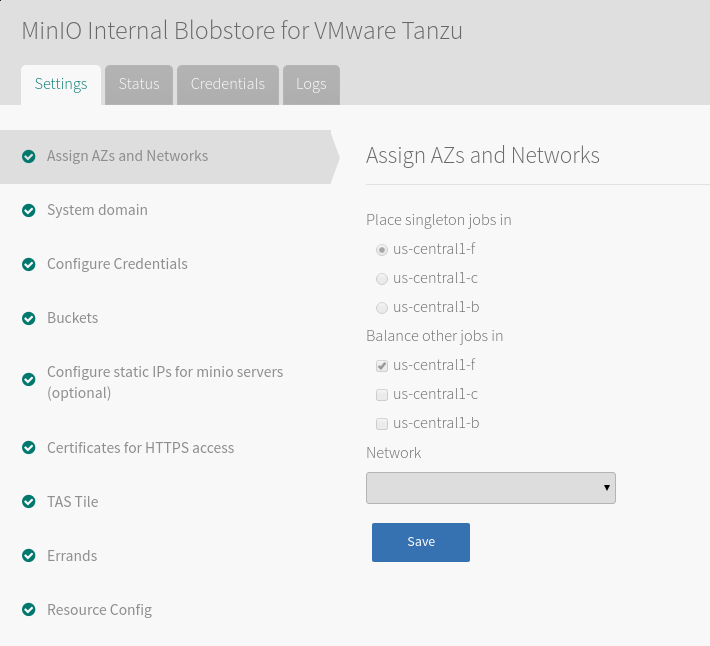 MinIO Internal Blobstore for VMware Tanzu
Settings Status Credentials Logs
Assign AZs and Networks
System domain
Configure Credentials
Buckets
Configure static IPs for minio servers
(optional)
Certificates for HTTPS access
TAS Tile
Errands
Resource Config
Assign AZs and Networks
Place singleton jobs in
us-central1-f
us-central1-c
us-central1-b
Balance other jobs in
us-central1-f
us-central1-c
us-central1-b
Network
Save